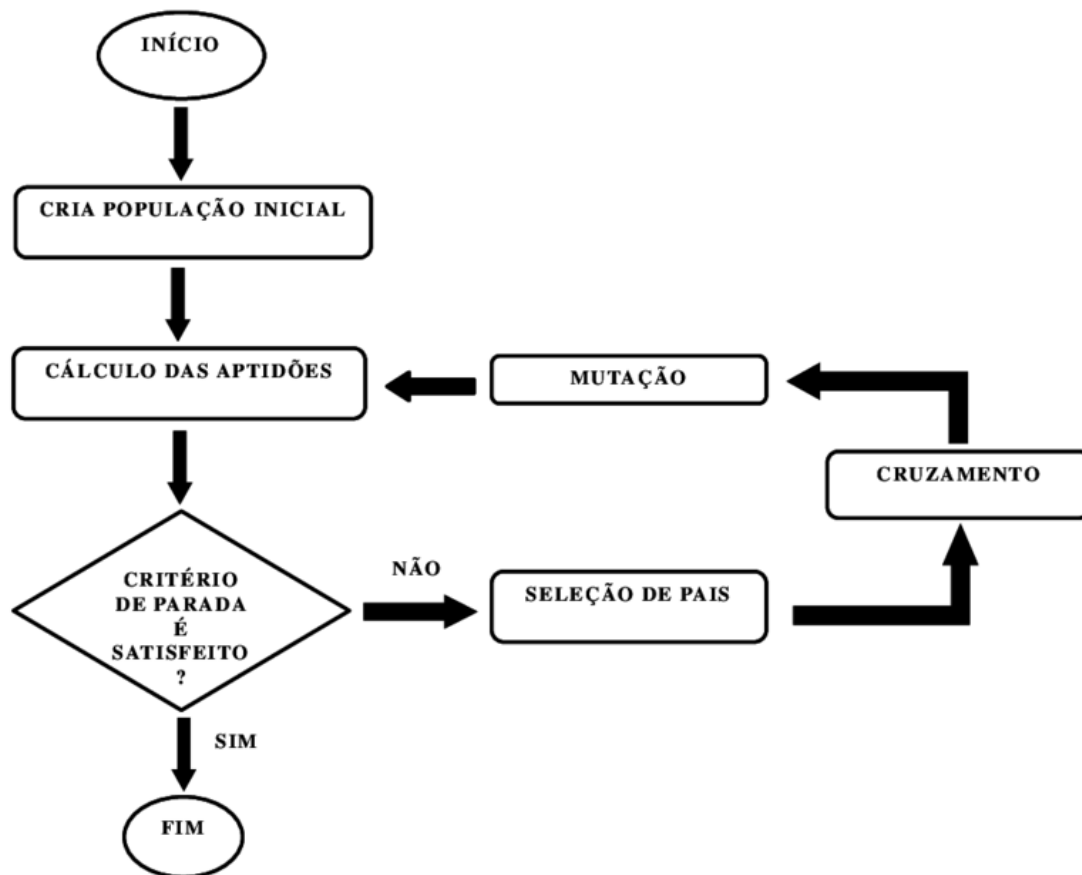 INÍCIO
CRIA POPULAÇÃO INICIAL
CÁLCULO DAS APTIDÕES
MUTAÇÃO
CRUZAMENTO
CRITÉRIO
DE PARADA
É
SATISFEITO
?
NÃO
SELEÇÃO DE PAIS
SIM
FIM